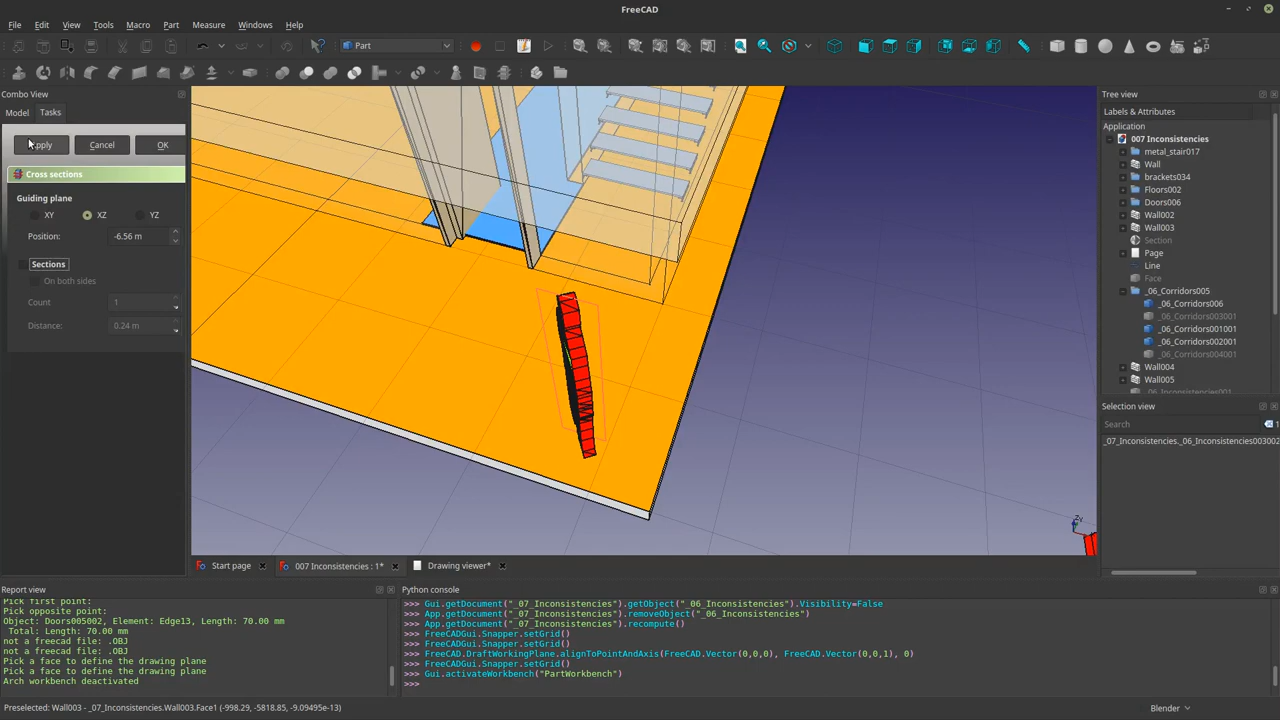 FreeCAD
File Edit View Tools Macro Part Measure Windows Help
Part
Combo View
Model Tasks
Apply Cancel OK
Cross sections
Guiding plane
XY XZ YZ
Position: -6.56 m
Sections
On both sides
Count 1
Distance: 0.24 m
Zy
Start page 007 Inconsistencies : 1* Drawing viewer*
Tree view
Labels & Attributes
Application
007 Inconsistencies
metal_stair017
Wall
brackets034
Floors002
Doors006
Wall002
Wall003
Section
Page
Line
Face
_06_Corridors005
_06_Corridors006
_06_Corridors003001
_06_Corridors001001
_06_Corridors002001
_06_Corridors004001
Wall004
Wall005
_06_Inconsistencies001
Selection view
Search 1
_07_Inconsistencies._06_Inconsistencies003002
Report view
Pick first point:
Pick opposite point:
Object: Doors005002, Element: Edge13, Length: 70.00 mm
Total: Length: 70.00 mm
not a freecad file: .OBJ
not a freecad file: .OBJ
Pick a face to define the drawing plane
Pick a face to define the drawing plane
Arch workbench deactivated
Python console
>>> Gui.getDocument("_07_Inconsistencies").getObject("_06_Inconsistencies").Visibility=False
>>> App.getDocument("_07_Inconsistencies").removeObject("_06_Inconsistencies")
>>> App.getDocument("_07_Inconsistencies").recompute()
>>> FreeCADGui.Snapper.setGrid()
>>> FreeCADGui.Snapper.setGrid()
>>> FreeCAD.DraftWorkingPlane.alignToPointAndAxis(FreeCAD.Vector(0,0,0), FreeCAD.Vector(0,0,1), 0)
>>> FreeCADGui.Snapper.setGrid()
>>> Gui.activateWorkbench("PartWorkbench")
>>>
Preselected: Wall003 - _07_Inconsistencies.Wall003.Face1 (-998.29, -5818.85, -9.09495e-13)
Blender